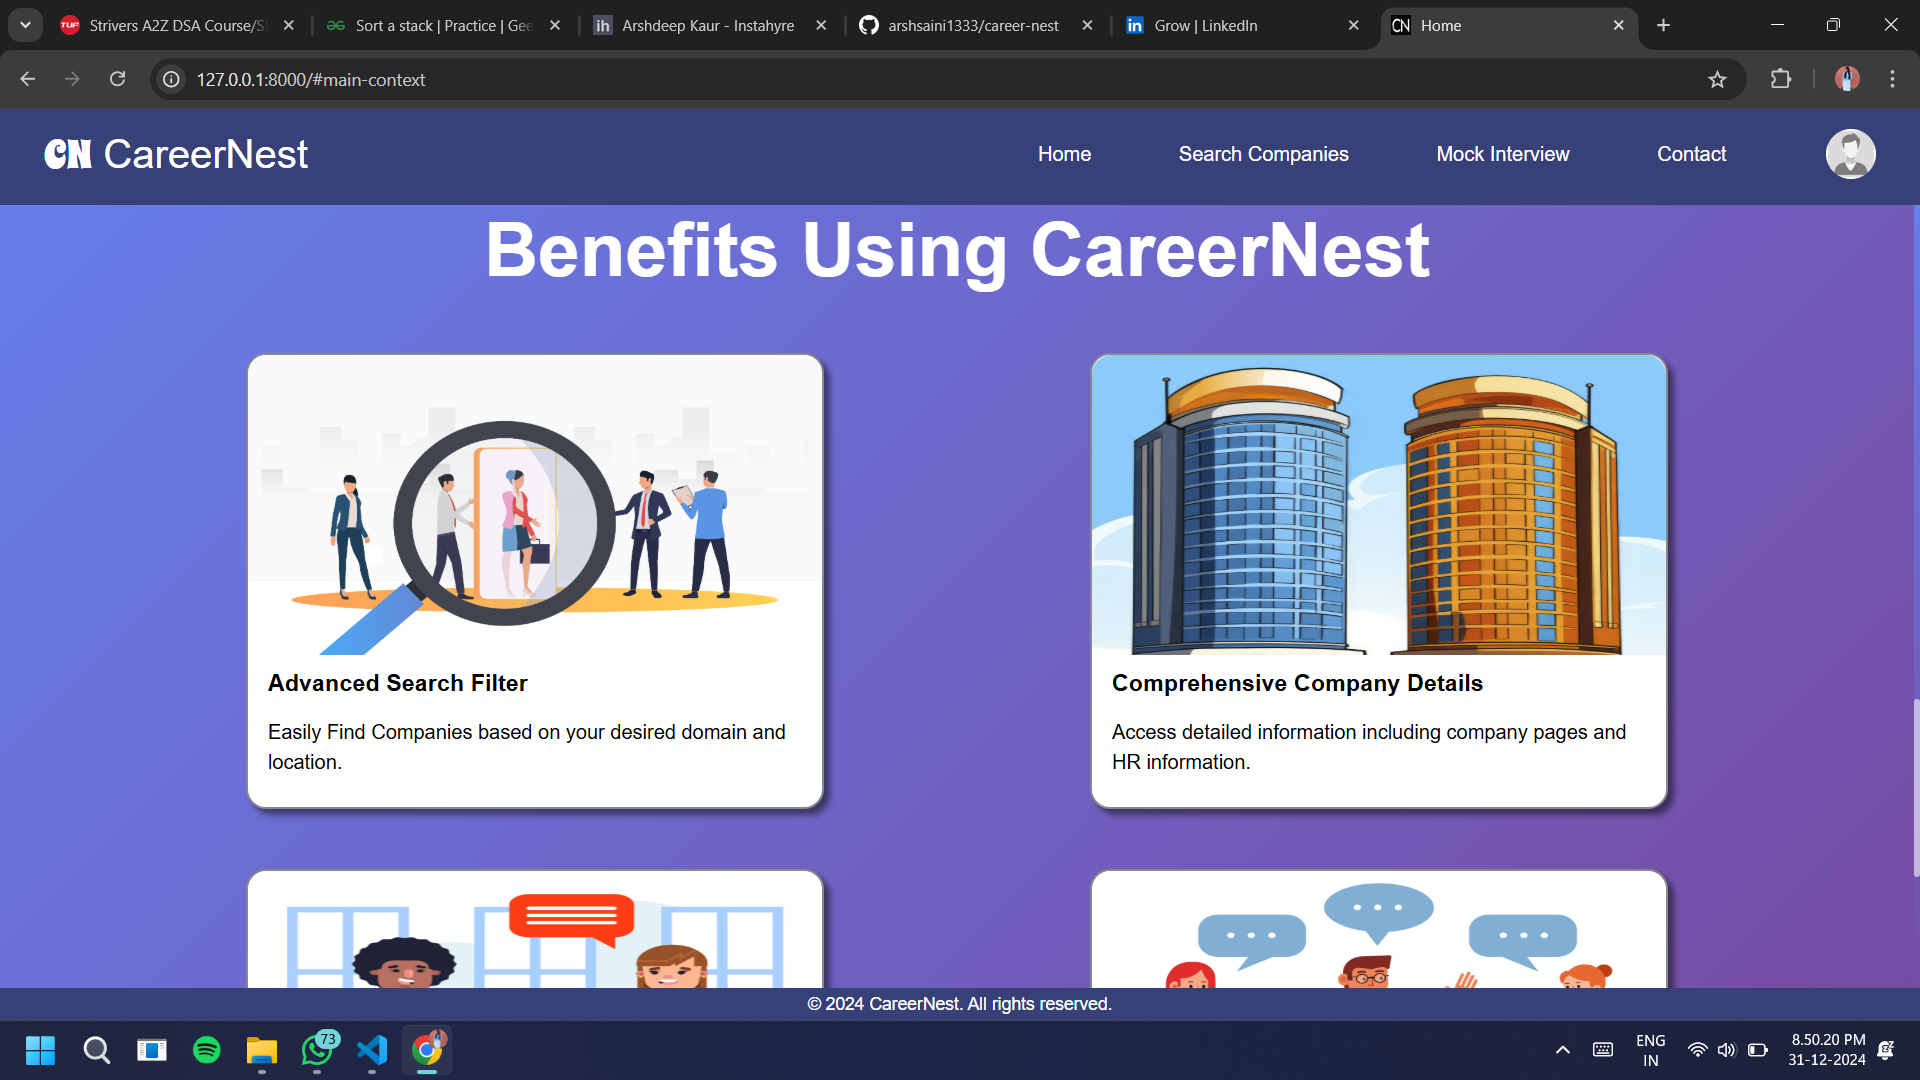 Strivers A2Z DSA Course/S
Sort a stack | Practice | Gee
ih Arshdeep Kaur - Instahyre
arshsaini1333/career-nest
in Grow | LinkedIn
CN Home
127.0.0.1:8000/#main-context
CN CareerNest
Home
Search Companies
Mock Interview
Contact
Benefits Using CareerNest
Advanced Search Filter
Easily Find Companies based on your desired domain and
location.
Comprehensive Company Details
Access detailed information including company pages and
HR information.
© 2024 CareerNest. All rights reserved.
73
ENG
IN
8.50.20 PM
31-12-2024